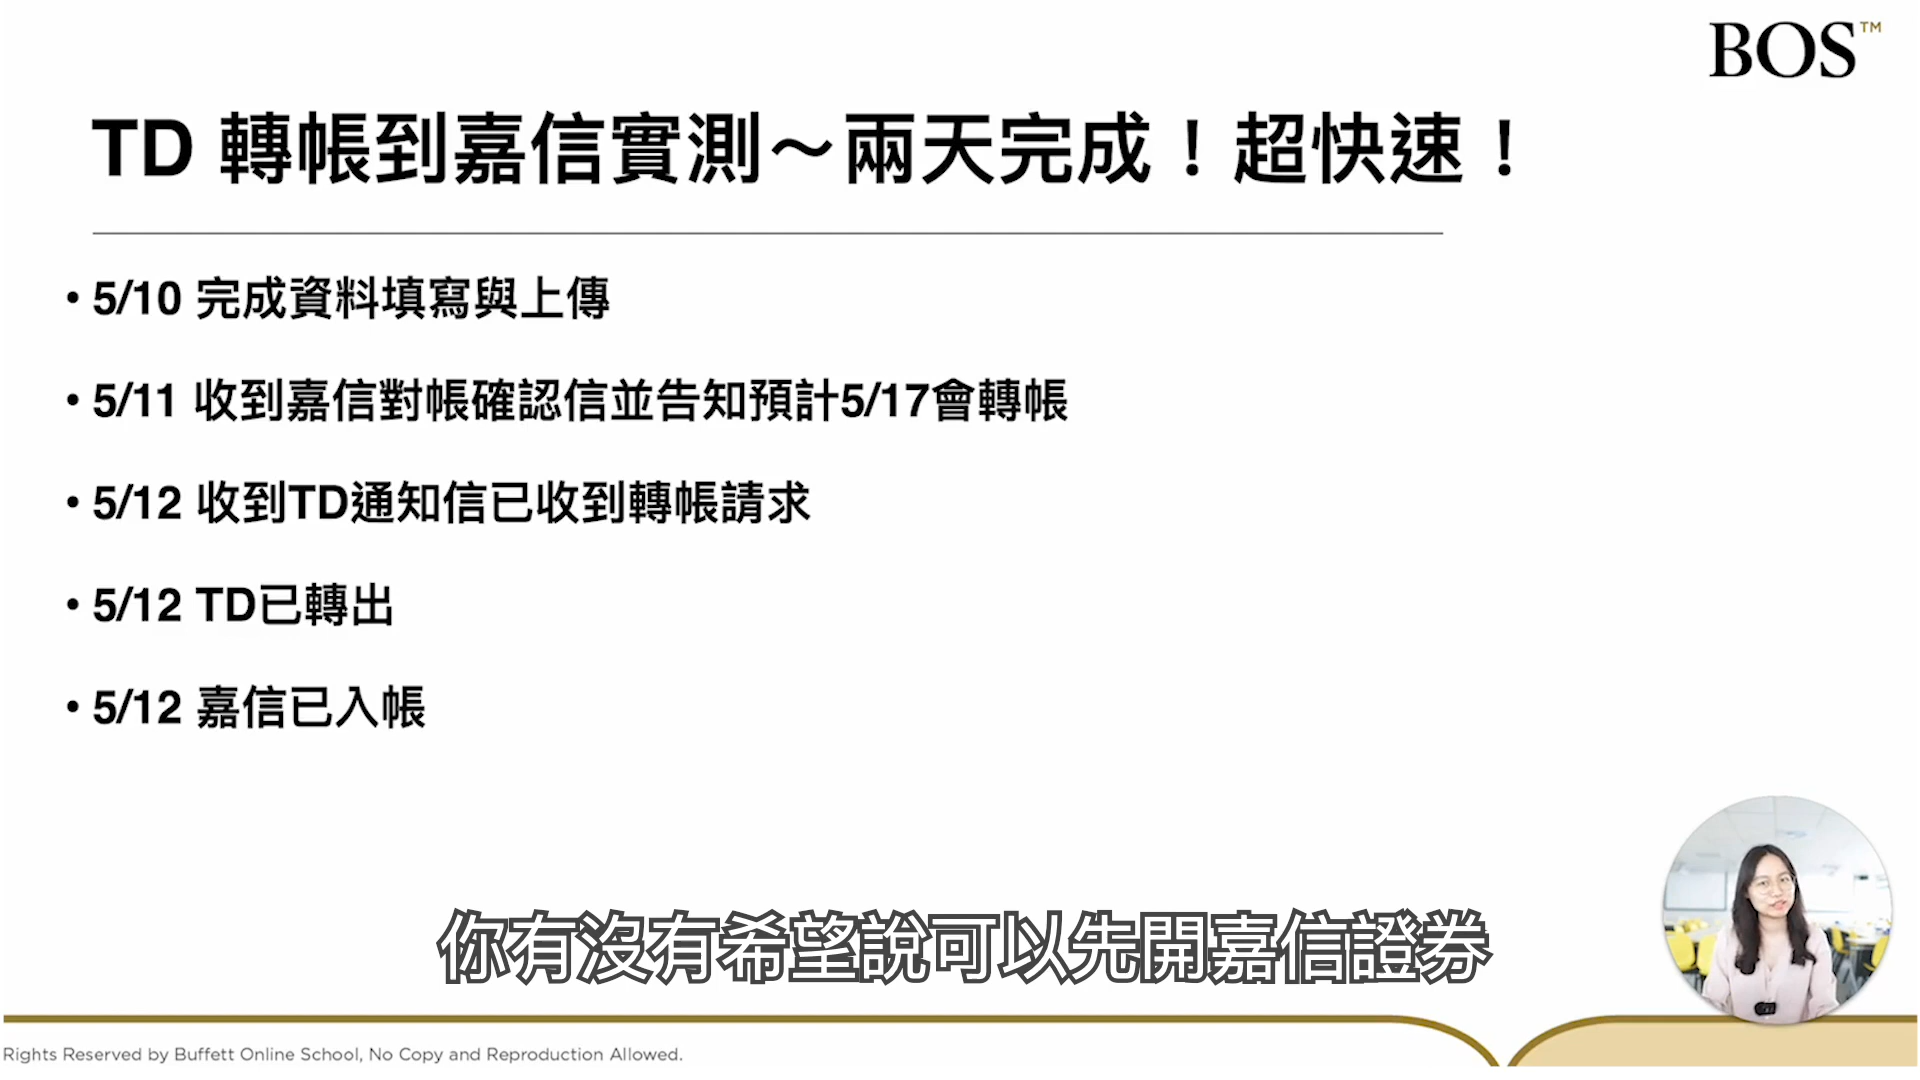 BOS™
TD 轉帳到嘉信實測～兩天完成！超快速！
• 5/10 完成資料填寫與上傳
• 5/11 收到嘉信對帳確認信並告知預計5/17會轉帳
• 5/12 收到TD通知信已收到轉帳請求
• 5/12 TD已轉出
• 5/12 嘉信已入帳
你有沒有希望說可以先開嘉信證券
Rights Reserved by Buffett Online School, No Copy and Reproduction Allowed.